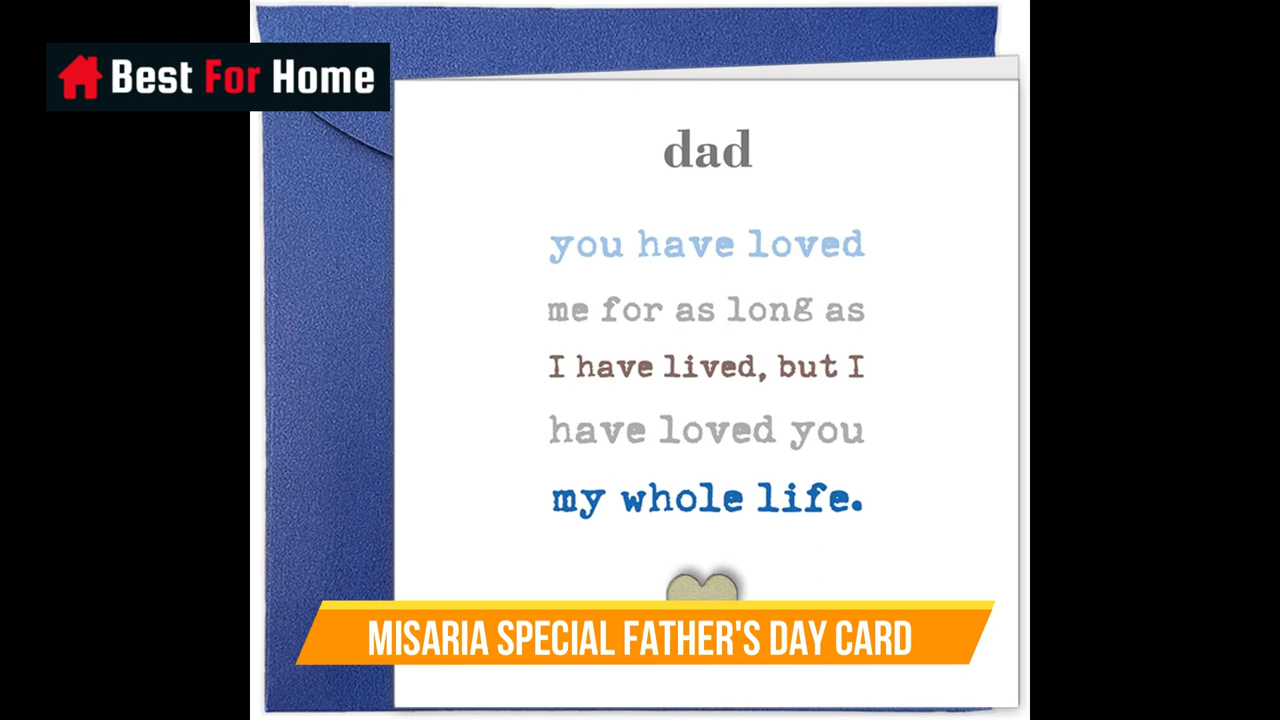 Best For Home
dad
you have loved
me for as long as
I have lived, but I
have loved you
my whole life.
MISARIA SPECIAL FATHER'S DAY CARD